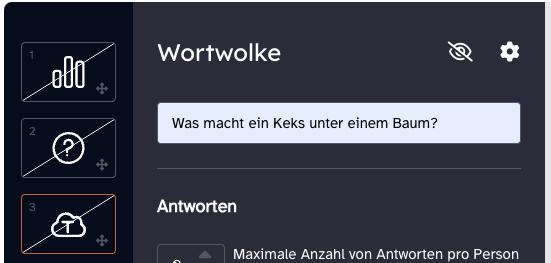 Wortwolke
1
2
3
T
Was macht ein Keks unter einem Baum?
Antworten
Maximale Anzahl von Antworten pro Person